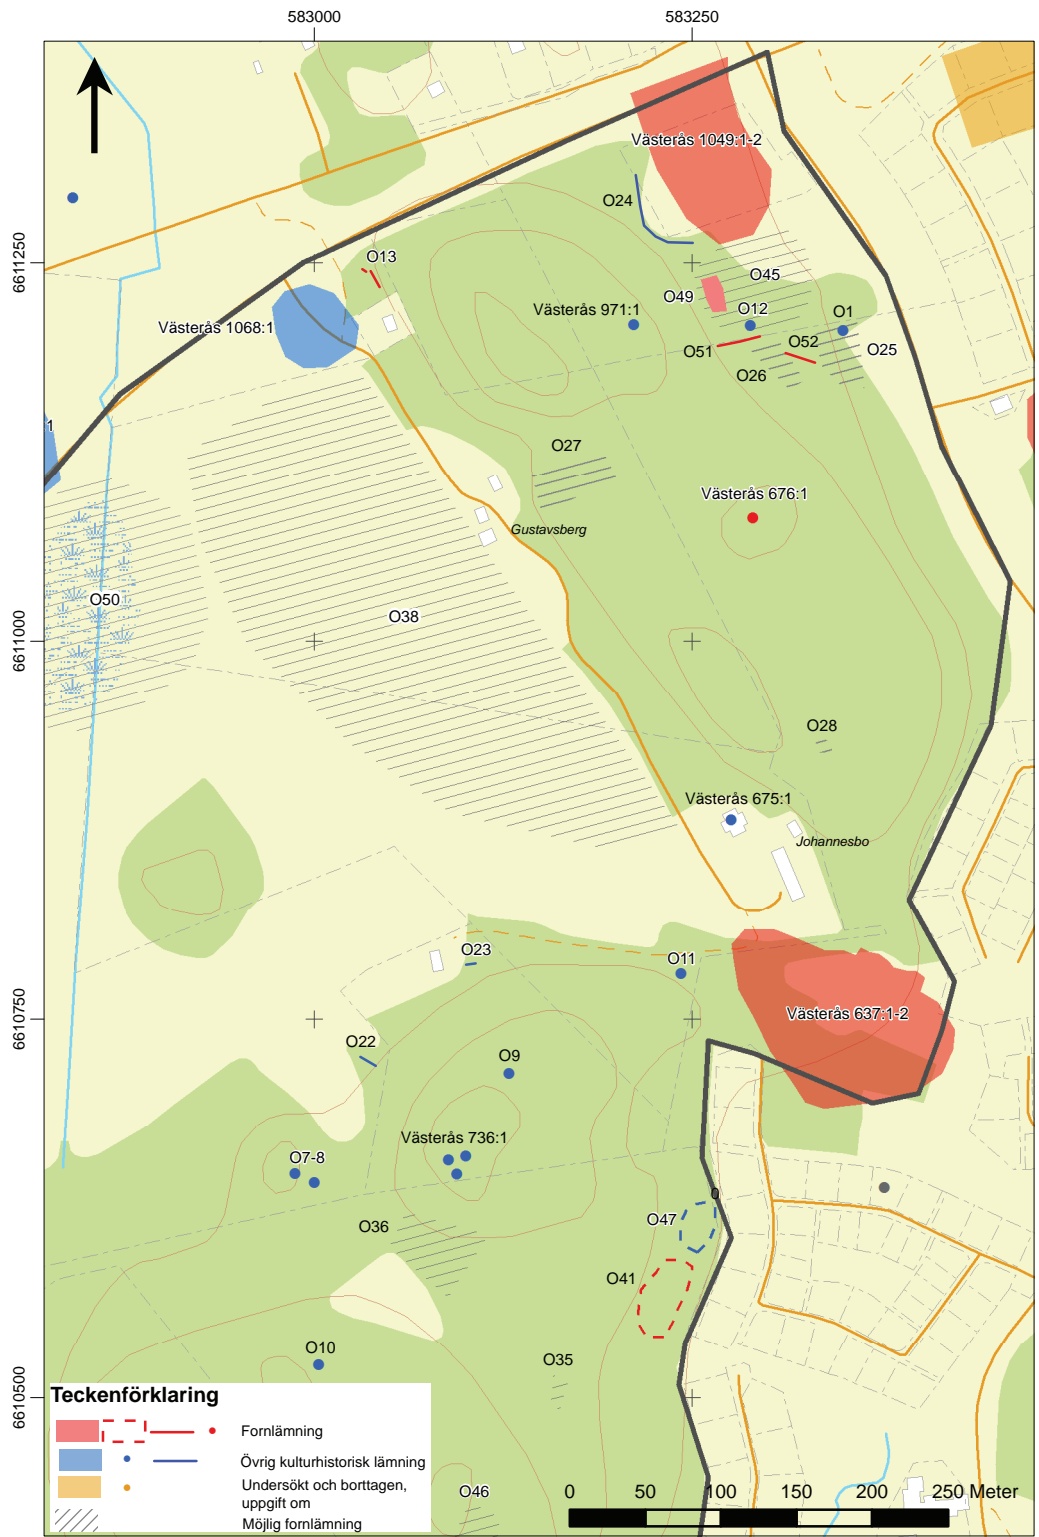 583000
583250
Västerås 1049:1-2
O24
O13
O45
O49
Västerås 971:1
O12
O1
Västerås 1068:1
6611250
O51
O52
O25
O26
1
O27
Västerås 676:1
Gustavsberg
O50
O38
6611000
O28
Västerås 675:1
Johannesbo
O23
O11
6610750
Västerås 637:1-2
O22
O9
Västerås 736:1
O7-8
0
O47
O36
O41
O10
O35
6610500
Teckenförklaring
Fornlämning
Övrig kulturhistorisk lämning
Undersökt och borttagen,
uppgift om
Möjlig fornlämning
O46
0 50 100 150 200 250 Meter